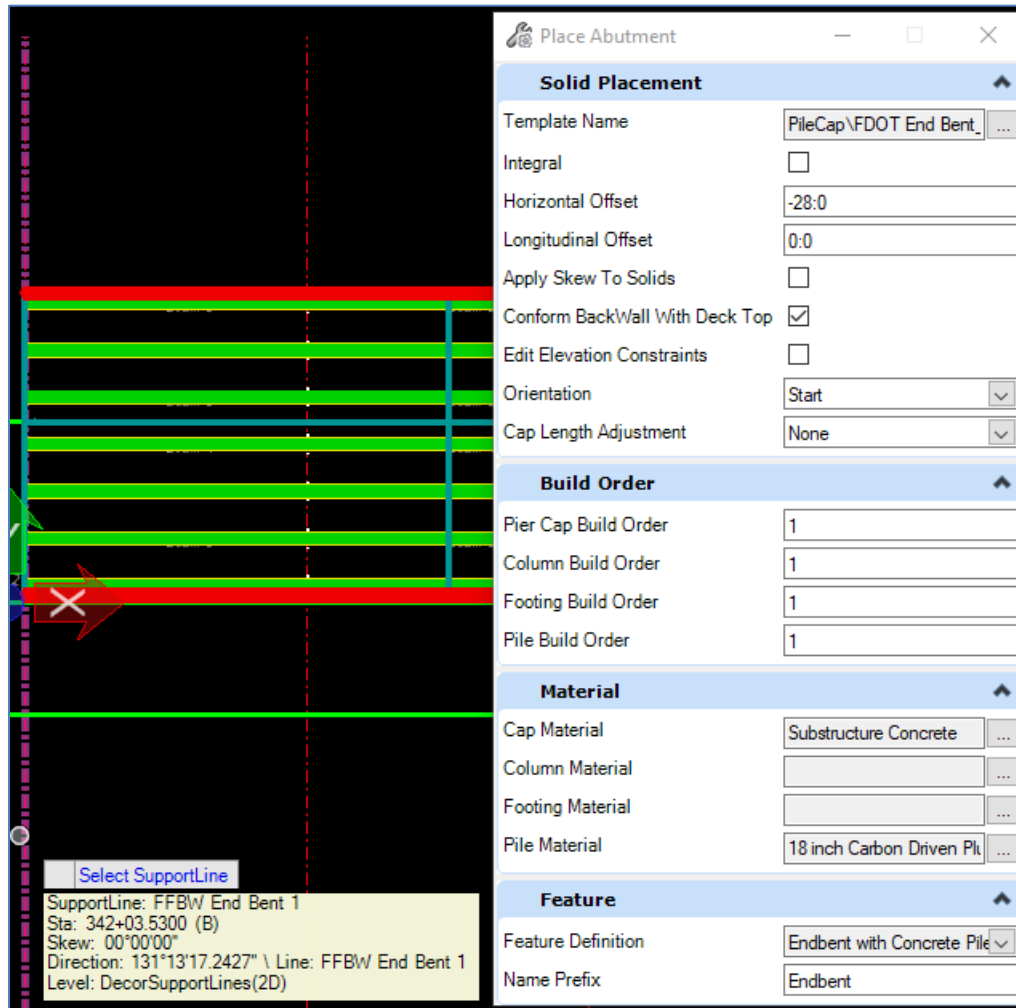 Place Abutment
Solid Placement
Template Name PileCap\FDOT End Bent_ ...
Integral
Horizontal Offset -28:0
Longitudinal Offset 0:0
Apply Skew To Solids
Conform BackWall With Deck Top
Edit Elevation Constraints
Orientation Start
Cap Length Adjustment None
Build Order
Pier Cap Build Order 1
Column Build Order 1
Footing Build Order 1
Pile Build Order 1
Material
Cap Material Substructure Concrete ...
Column Material ...
Footing Material ...
Pile Material 18 inch Carbon Driven Plu ...
Feature
Feature Definition Endbent with Concrete Pile
Name Prefix Endbent
X
Select SupportLine
SupportLine: FFBW End Bent 1
Sta: 342+03.5300 (B)
Skew: 00°00'00"
Direction: 131°13'17.2427" \ Line: FFBW End Bent 1
Level: DecorSupportLines(2D)